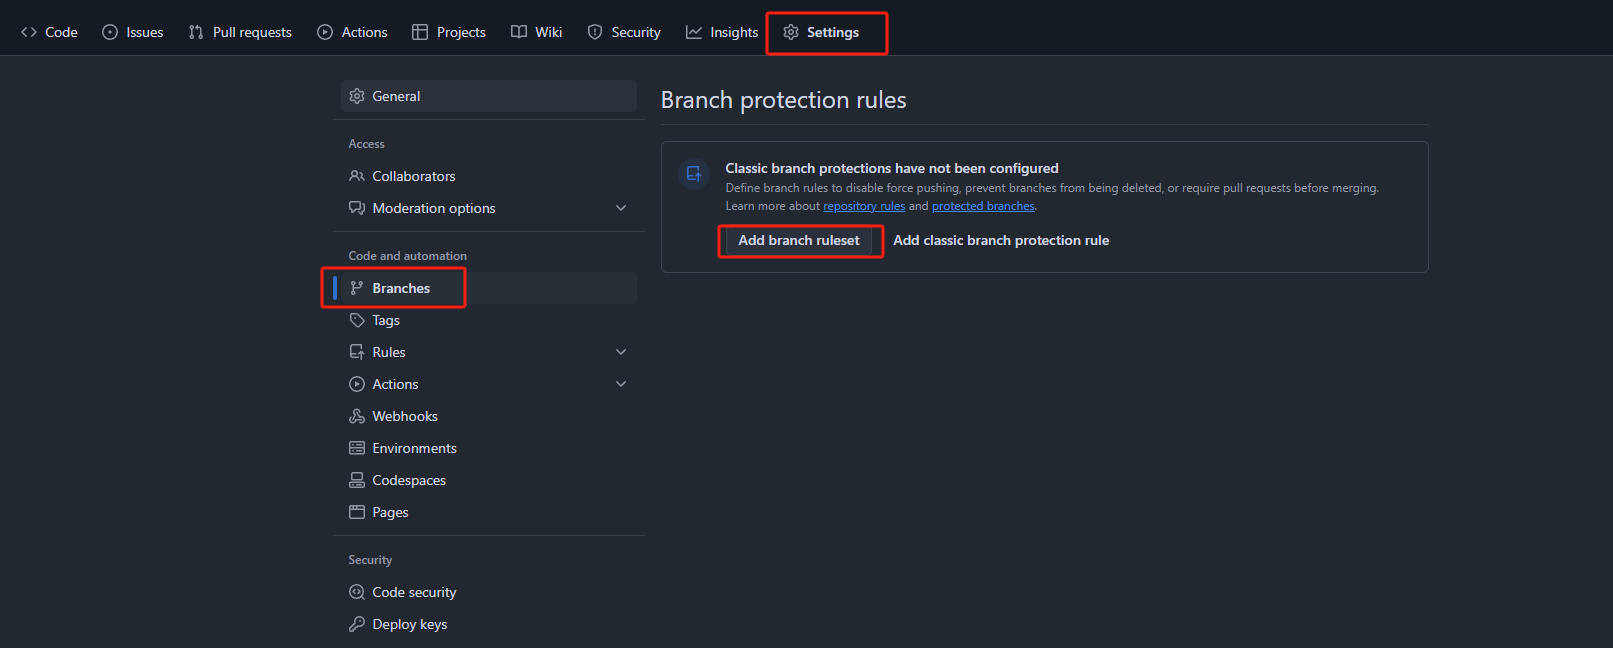 Code Issues Pull requests Actions Projects Wiki Security Insights Settings
General
Access
Collaborators
Moderation options
Code and automation
Branches
Tags
Rules
Actions
Webhooks
Environments
Codespaces
Pages
Security
Code security
Deploy keys
Branch protection rules
Classic branch protections have not been configured
Define branch rules to disable force pushing, prevent branches from being deleted, or require pull requests before merging.
Learn more about repository rules and protected branches.
Add branch ruleset Add classic branch protection rule